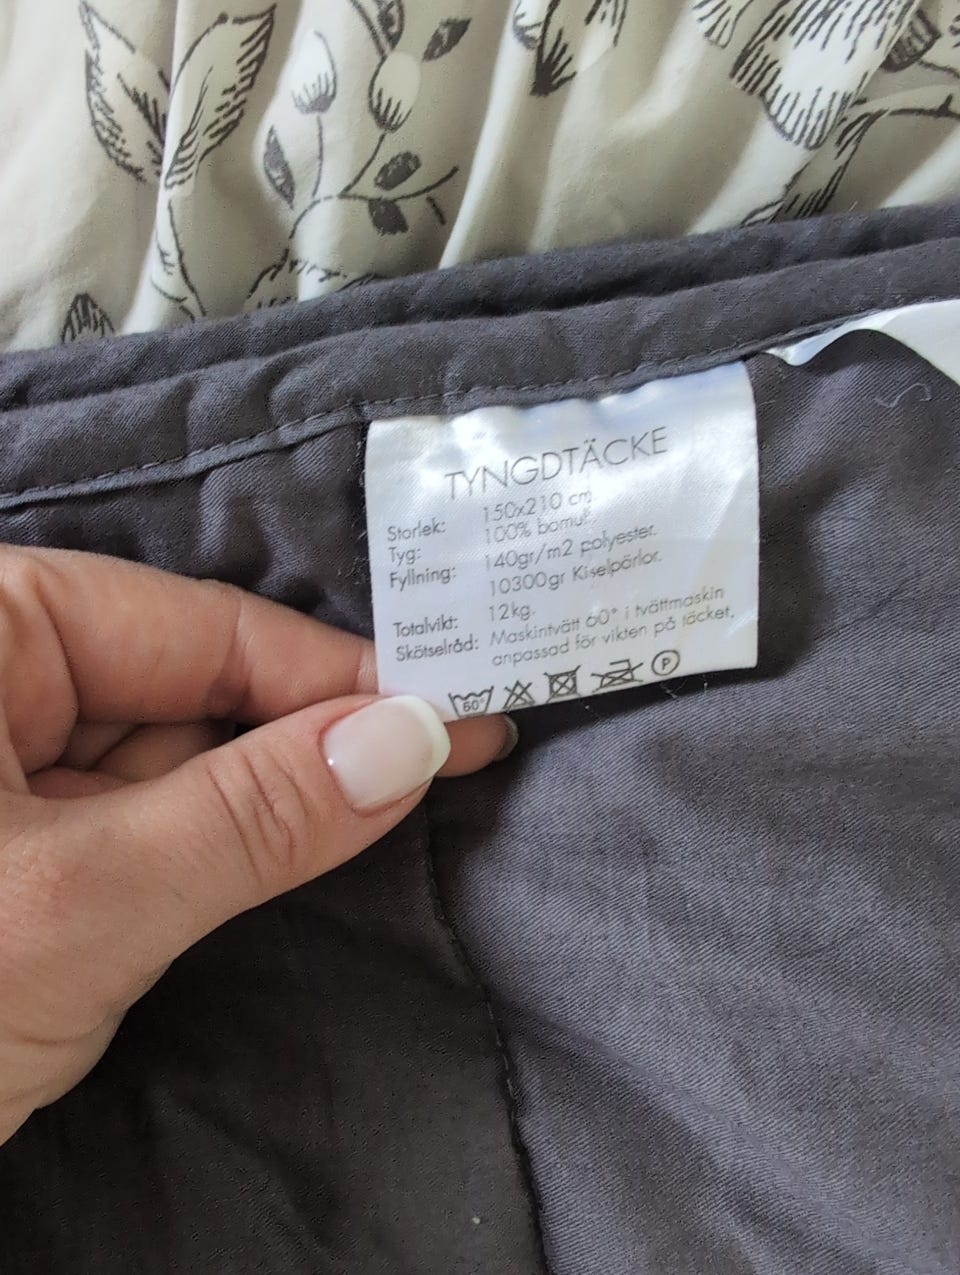 TYNGDTÄCKE
Storlek: 150x210 cm
Tyg: 100% bomull.
Fyllning: 140gr/m2 polyester.
10300gr Kiselpärlor.
Totalvikt: 12kg.
Skötselråd: Maskintvätt 60° i tvättmaskin
anpassad för vikten på täcket.
60° P